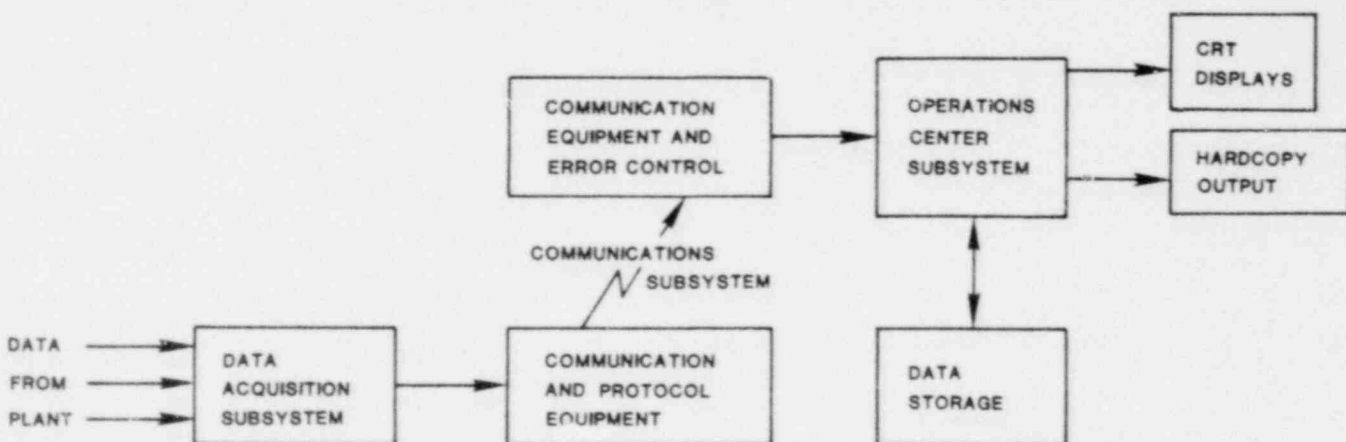 CRT
DISPLAYS
COMMUNICATION
EQUIPMENT AND
ERROR CONTROL
OPERATIONS
CENTER
SUBSYSTEM
HARDCOPY
OUTPUT
COMMUNICATIONS
SUBSYSTEM
DATA
FROM
PLANT
DATA
ACQUISITION
SUBSYSTEM
COMMUNICATION
AND PROTOCOL
EQUIPMENT
DATA
STORAGE